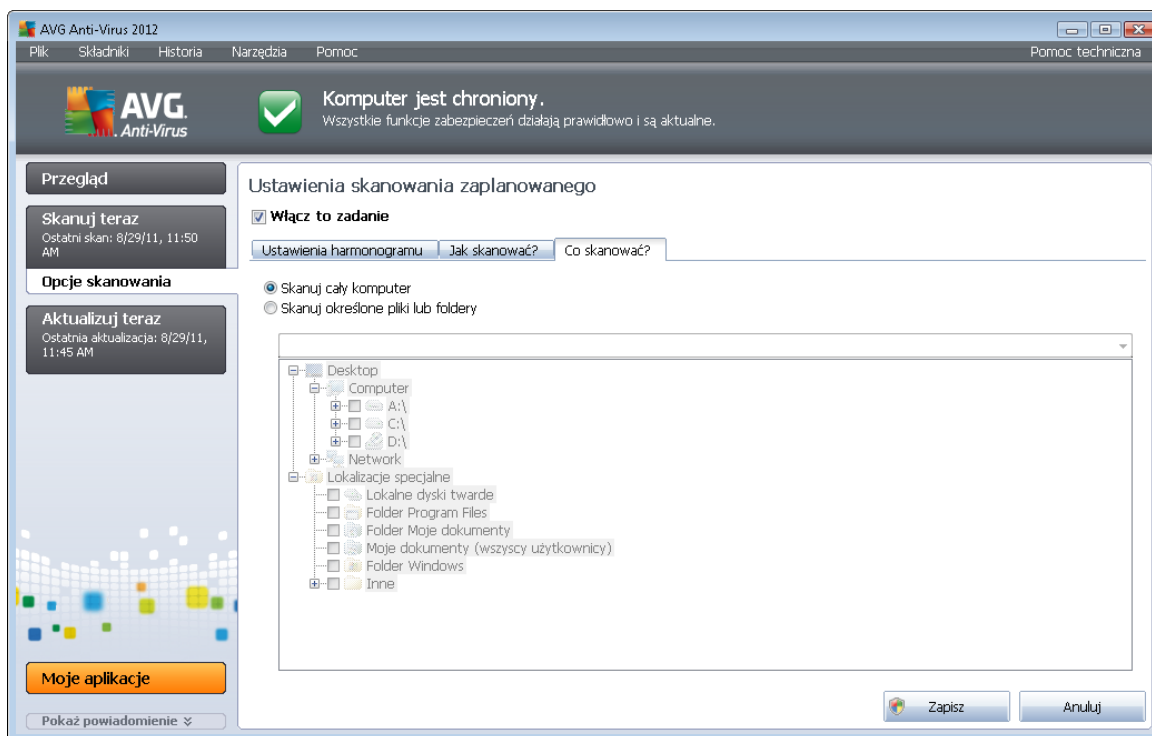 AVG Anti-Virus 2012
Plik Składniki Historia Narzędzia Pomoc Pomoc techniczna
AVG.
Anti-Virus
Komputer jest chroniony.
Wszystkie funkcje zabezpieczeń działają prawidłowo i są aktualne.
Przegląd
Skanuj teraz
Ostatni skan: 8/29/11, 11:50
AM
Opcje skanowania
Aktualizuj teraz
Ostatnia aktualizacja: 8/29/11,
11:45 AM
Moje aplikacje
Pokaż powiadomienie
Ustawienia skanowania zaplanowanego
Włącz to zadanie
Ustawienia harmonogramu Jak skanować? Co skanować?
Skanuj cały komputer
Skanuj określone pliki lub foldery
Desktop
Computer
A:\
C:\
D:\
Network
Lokalizacje specjalne
Lokalne dyski twarde
Folder Program Files
Folder Moje dokumenty
Moje dokumenty (wszyscy użytkownicy)
Folder Windows
Inne
Zapisz Anuluj